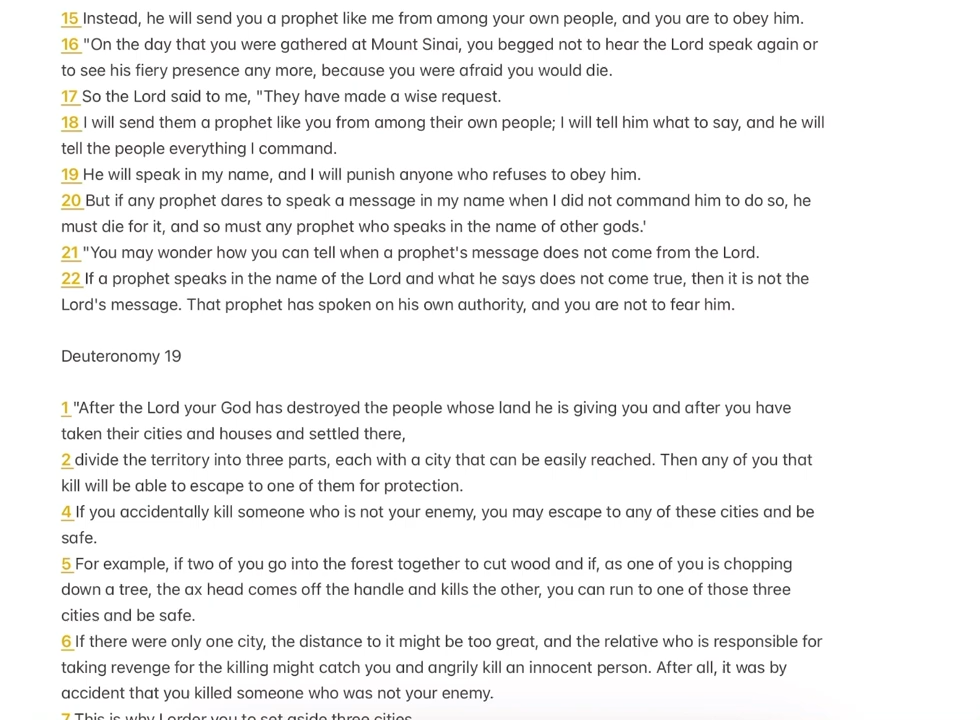 15 Instead, he will send you a prophet like me from among your own people, and you are to obey him.
16 "On the day that you were gathered at Mount Sinai, you begged not to hear the Lord speak again or
to see his fiery presence any more, because you were afraid you would die.
17 So the Lord said to me, "They have made a wise request.
18 I will send them a prophet like you from among their own people; I will tell him what to say, and he will
tell the people everything I command.
19 He will speak in my name, and I will punish anyone who refuses to obey him.
20 But if any prophet dares to speak a message in my name when I did not command him to do so, he
must die for it, and so must any prophet who speaks in the name of other gods.'
21 "You may wonder how you can tell when a prophet's message does not come from the Lord.
22 If a prophet speaks in the name of the Lord and what he says does not come true, then it is not the
Lord's message. That prophet has spoken on his own authority, and you are not to fear him.
Deuteronomy 19
1 "After the Lord your God has destroyed the people whose land he is giving you and after you have
taken their cities and houses and settled there,
2 divide the territory into three parts, each with a city that can be easily reached. Then any of you that
kill will be able to escape to one of them for protection.
4 If you accidentally kill someone who is not your enemy, you may escape to any of these cities and be
safe.
5 For example, if two of you go into the forest together to cut wood and if, as one of you is chopping
down a tree, the ax head comes off the handle and kills the other, you can run to one of those three
cities and be safe.
6 If there were only one city, the distance to it might be too great, and the relative who is responsible for
taking revenge for the killing might catch you and angrily kill an innocent person. After all, it was by
accident that you killed someone who was not your enemy.
7 This is why I order you to set aside three cities.